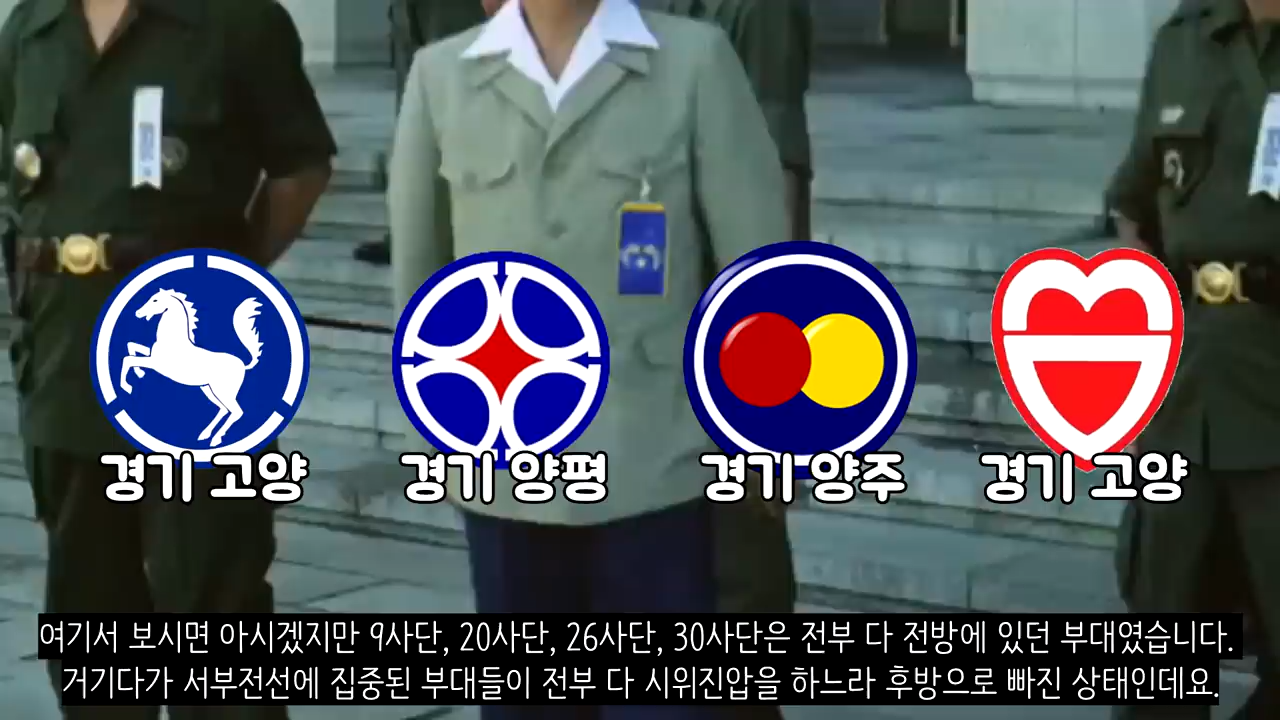 경기 고양
경기 양평
경기 양주
경기 고양
여기서 보시면 아시겠지만 9사단, 20사단, 26사단, 30사단은 전부 다 전방에 있던 부대였습니다.
거기다가 서부전선에 집중된 부대들이 전부 다 시위진압을 하느라 후방으로 빠진 상태인데요.